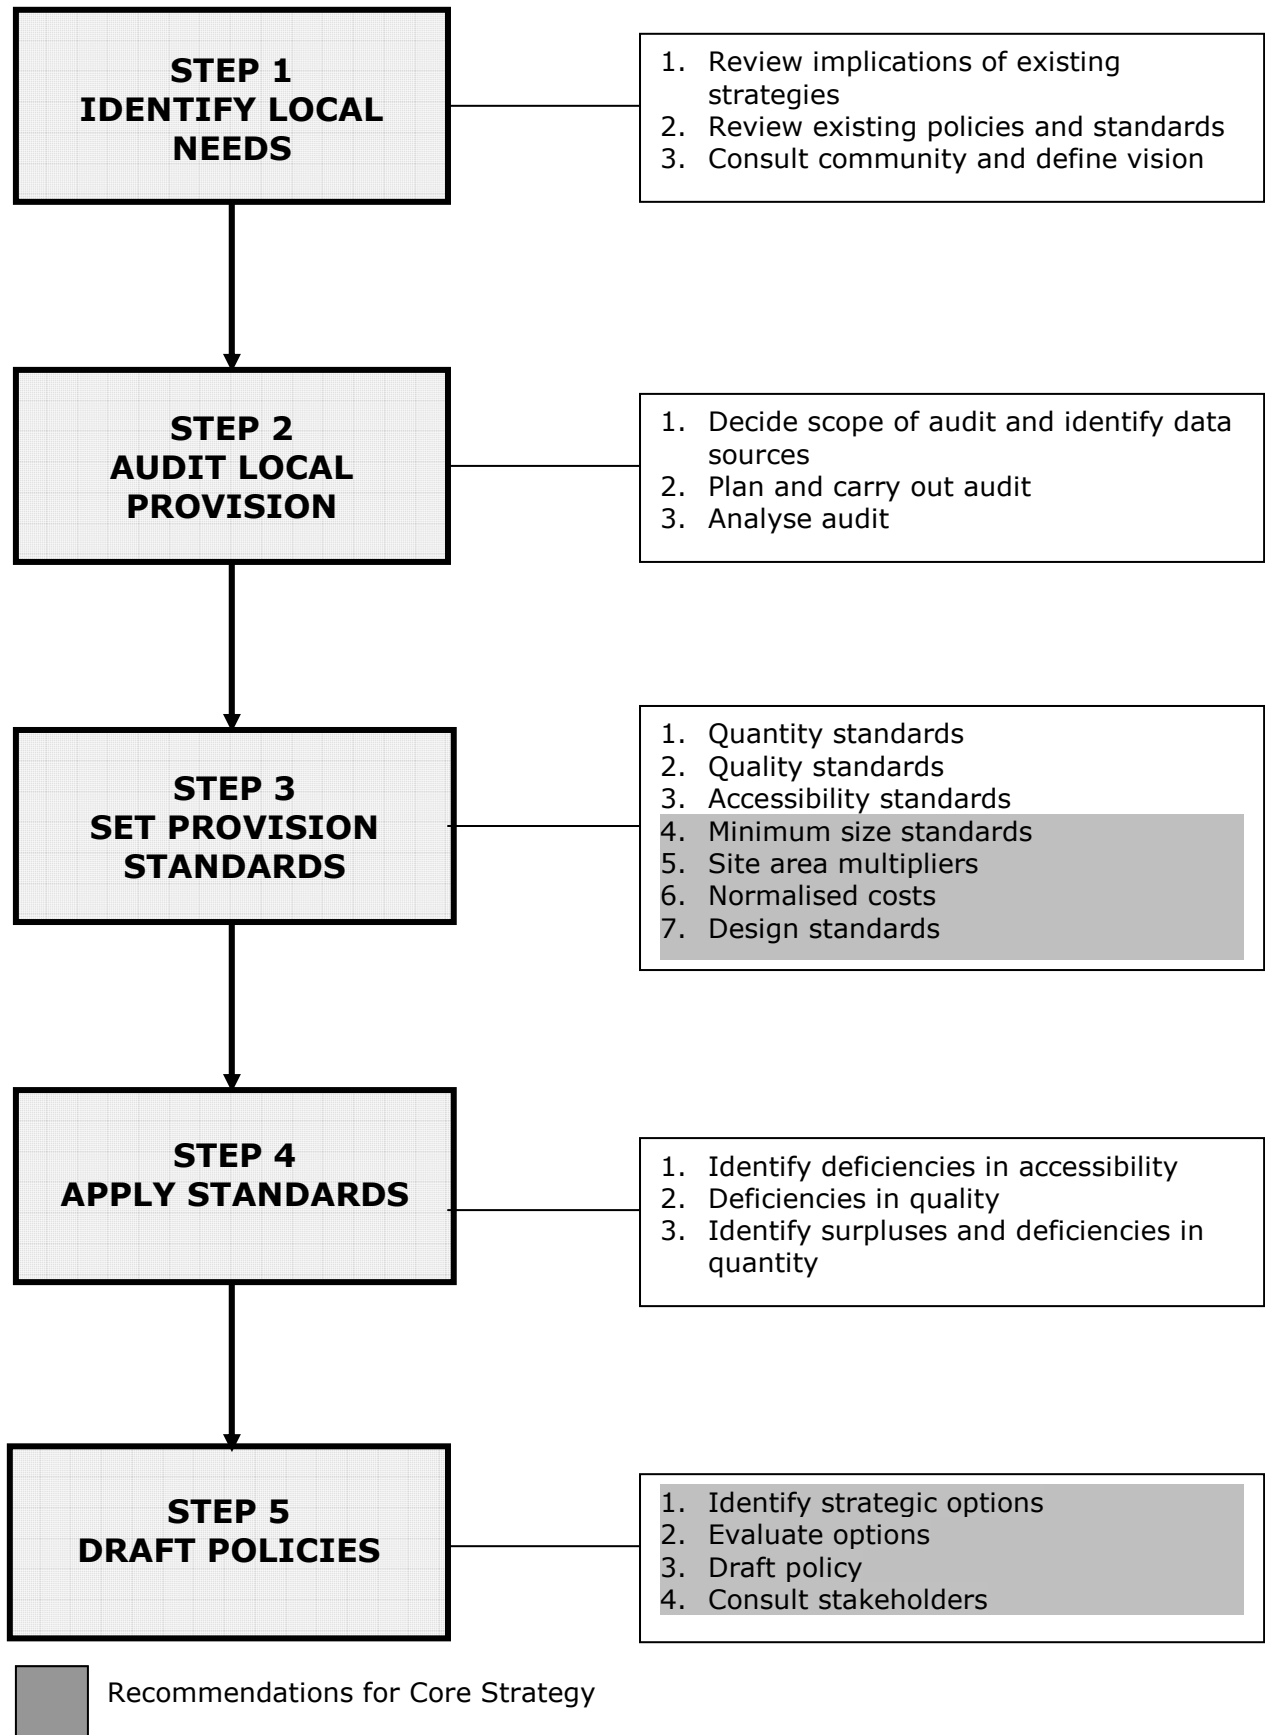 STEP 1
IDENTIFY LOCAL
NEEDS
1. Review implications of existing
strategies
2. Review existing policies and standards
3. Consult community and define vision
STEP 2
AUDIT LOCAL
PROVISION
1. Decide scope of audit and identify data
sources
2. Plan and carry out audit
3. Analyse audit
STEP 3
SET PROVISION
STANDARDS
1. Quantity standards
2. Quality standards
3. Accessibility standards
4. Minimum size standards
5. Site area multipliers
6. Normalised costs
7. Design standards
STEP 4
APPLY STANDARDS
1. Identify deficiencies in accessibility
2. Deficiencies in quality
3. Identify surpluses and deficiencies in
quantity
STEP 5
DRAFT POLICIES
1. Identify strategic options
2. Evaluate options
3. Draft policy
4. Consult stakeholders
Recommendations for Core Strategy